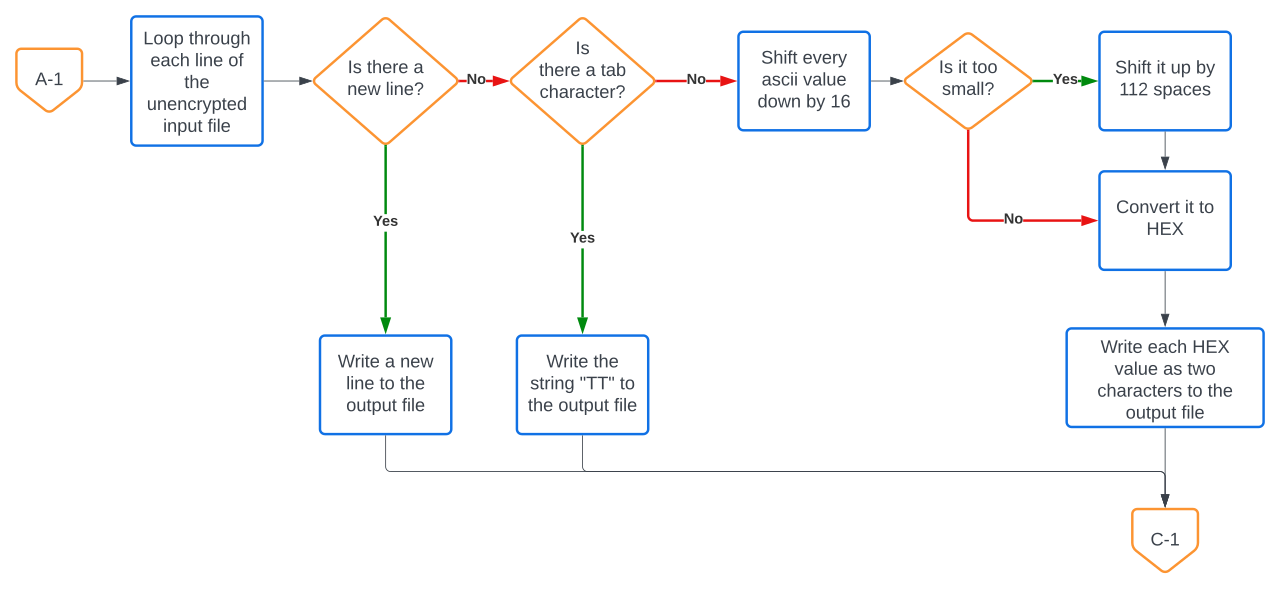 A-1
Loop through
each line of
the
unencrypted
input file
Is there a
new line?
No
Is
there a tab
character?
No
Shift every
ascii value
down by 16
Is it too
small?
Yes
Shift it up by
112 spaces
Yes
Yes
No
Convert it to
HEX
Write a new
line to the
output file
Write the
string "TT" to
the output file
Write each HEX
value as two
characters to the
output file
C-1